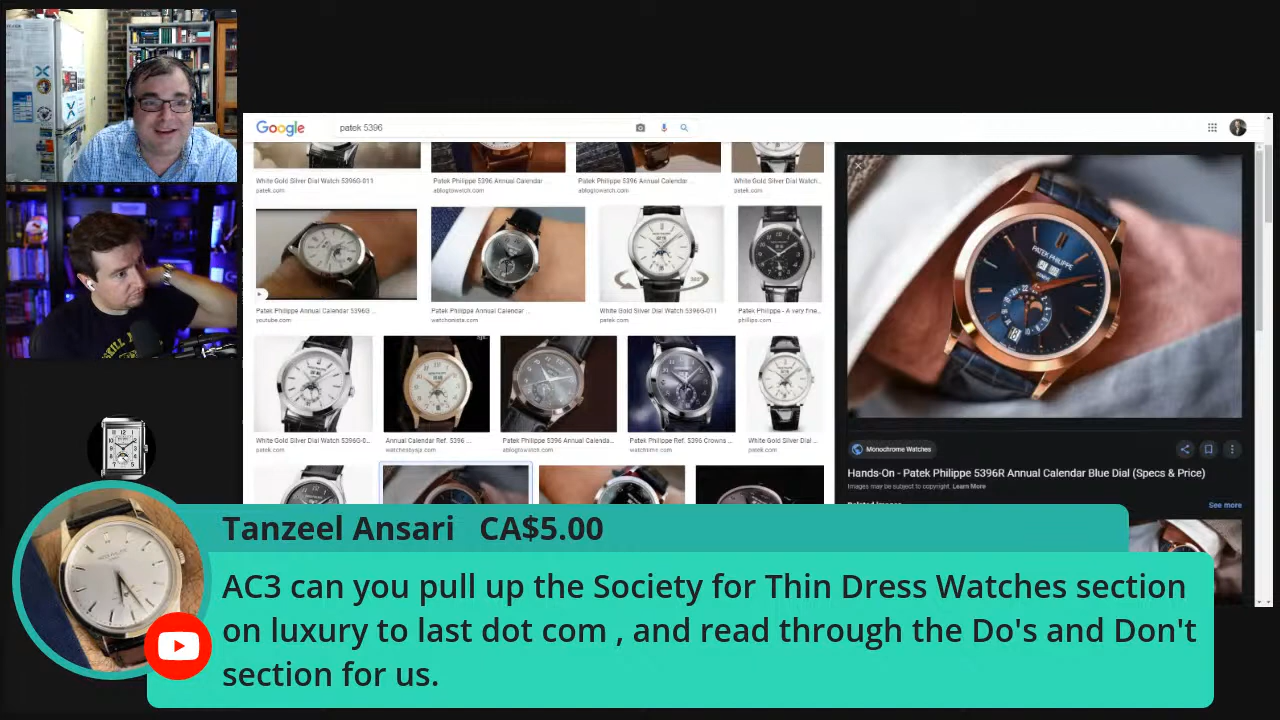 Google
patek 5396
White Gold Silver Dial Watch 5396G-011
patek.com
Patek Philippe 5396 Annual Calendar ...
ablogtowatch.com
Patek Philippe 5396 Annual Calendar ...
ablogtowatch.com
White Gold Silver Dial Watch...
patek.com
Patek Philippe Annual Calendar 5396G ...
youtube.com
Patek Philippe Annual Calendar ...
watchonista.com
White Gold Silver Dial Watch 5396G-011
patek.com
Patek Philippe - A very fine...
phillips.com
White Gold Silver Dial Watch 5396G-0...
patek.com
Annual Calendar Ref. 5396 ...
watchesbysjx.com
Patek Philippe 5396 Annual Calenda...
ablogtowatch.com
Patek Philippe Ref. 5396 Crowns ...
watchtime.com
White Gold Silver Dial ...
patek.com
PATEK PHILIPPE
GENEVE
Monochrome Watches
Hands-On - Patek Philippe 5396R Annual Calendar Blue Dial (Specs & Price)
Images may be subject to copyright. Learn More
Related images
See more
Tanzeel Ansari CA$5.00
AC3 can you pull up the Society for Thin Dress Watches section
on luxury to last dot com , and read through the Do's and Don't
section for us.